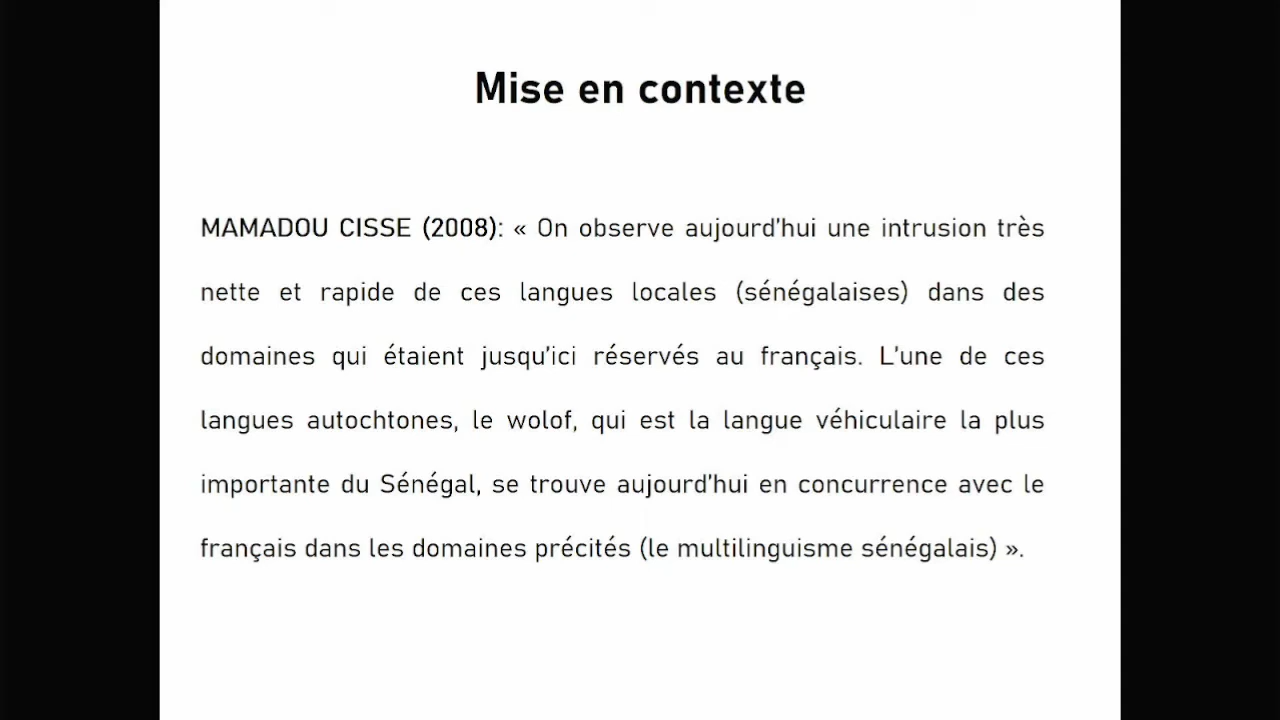 Mise en contexte
MAMADOU CISSE (2008): « On observe aujourd'hui une intrusion très
nette et rapide de ces langues locales (sénégalaises) dans des
domaines qui étaient jusqu'ici réservés au français. L'une de ces
langues autochtones, le wolof, qui est la langue véhiculaire la plus
importante du Sénégal, se trouve aujourd'hui en concurrence avec le
français dans les domaines précités (le multilinguisme sénégalais) ».